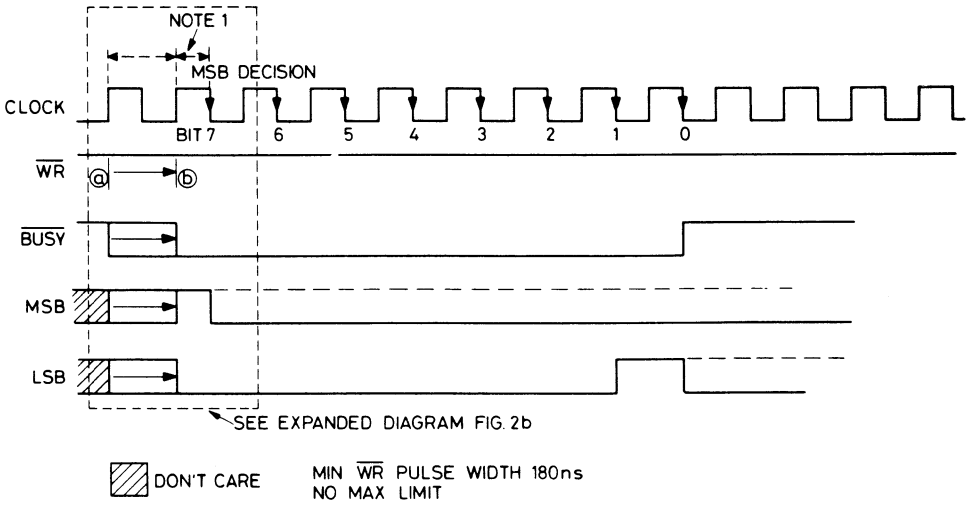 NOTE 1
MSB DECISION
CLOCK
BIT 7 6 5 4 3 2 1 0
WR
a b
BUSY
MSB
LSB
SEE EXPANDED DIAGRAM FIG. 2b
DON'T CARE
MIN WR PULSE WIDTH 180ns
NO MAX LIMIT